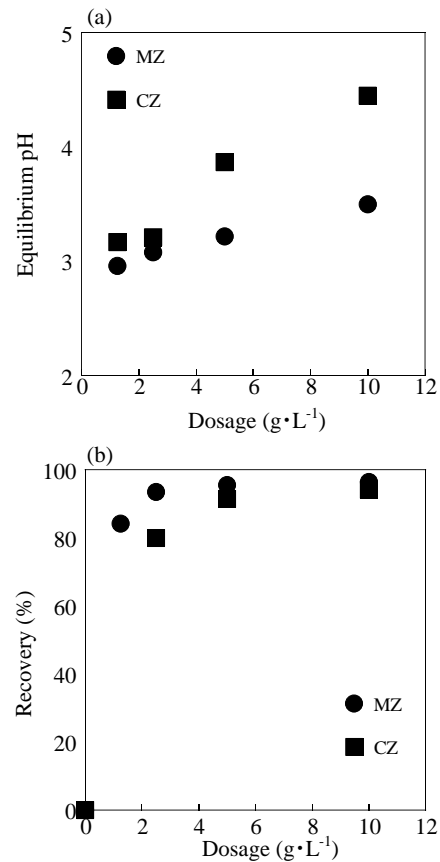 (a)
5
MZ
CZ
4
Equilibrium pH
3
2
0 2 4 6 8 10 12
Dosage (g·L-1)
(b)
100
80
60
Recovery (%)
40
MZ
20
CZ
0
0 2 4 6 8 10 12
Dosage (g·L-1)